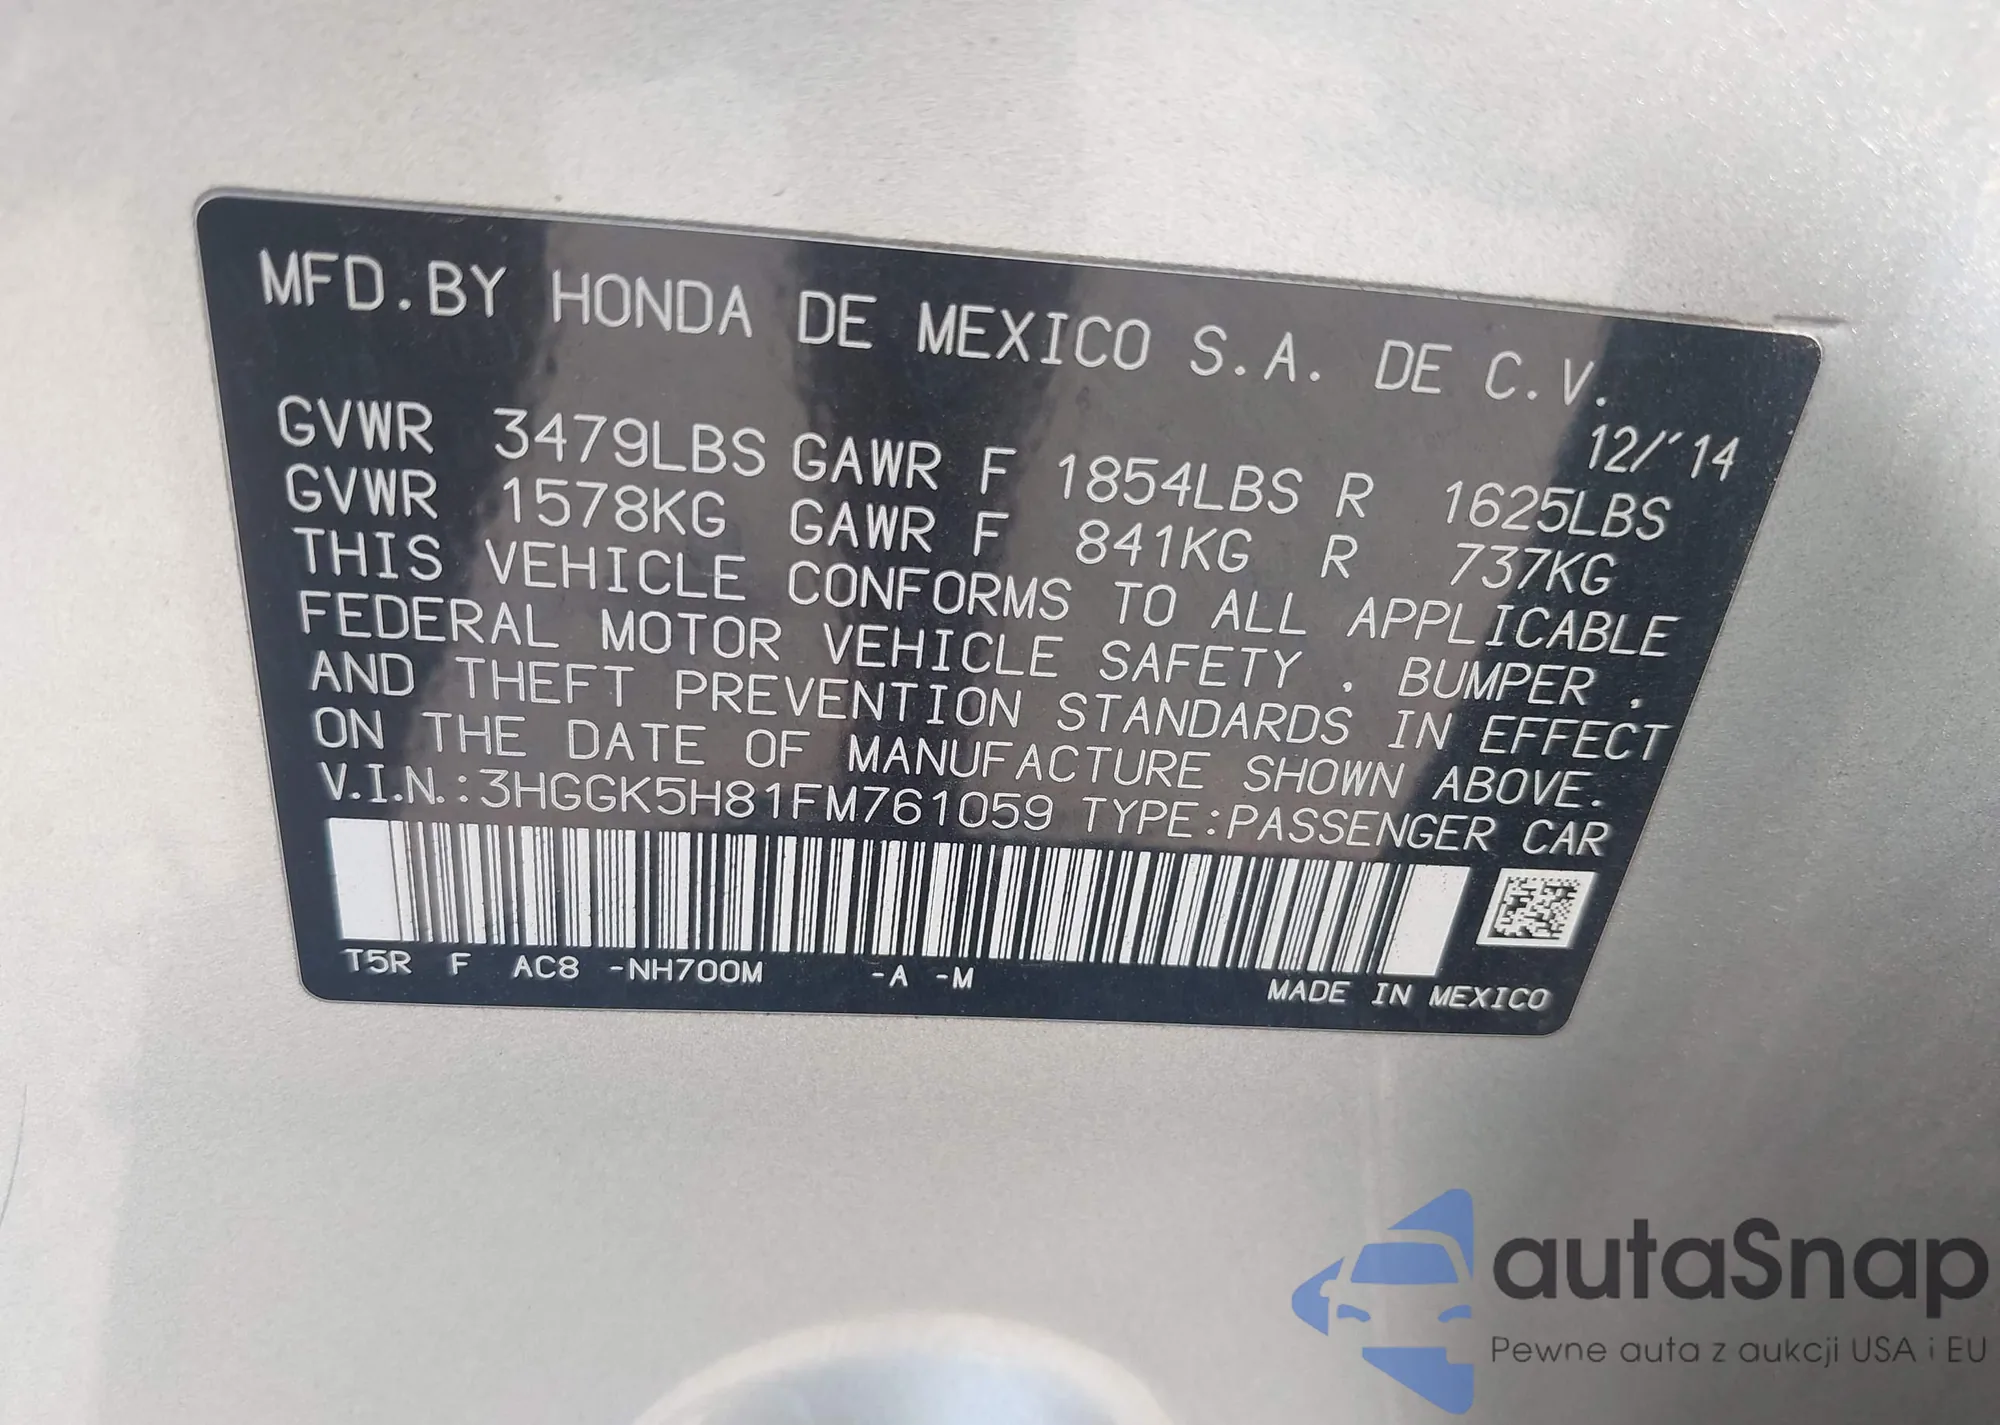 MFD.BY HONDA DE MEXICO S.A. DE C.V.
12/'14
GVWR 3479LBS GAWR F 1854LBS R 1625LBS
GVWR 1578KG GAWR F 841KG R 737KG
THIS VEHICLE CONFORMS TO ALL APPLICABLE
FEDERAL MOTOR VEHICLE SAFETY , BUMPER ,
AND THEFT PREVENTION STANDARDS IN EFFECT
ON THE DATE OF MANUFACTURE SHOWN ABOVE.
V.I.N.:3HGGK5H81FM761059 TYPE:PASSENGER CAR
T5R F AC8 -NH700M -A -M
MADE IN MEXICO
autaSnap
Pewne auta z aukcji USA i EU